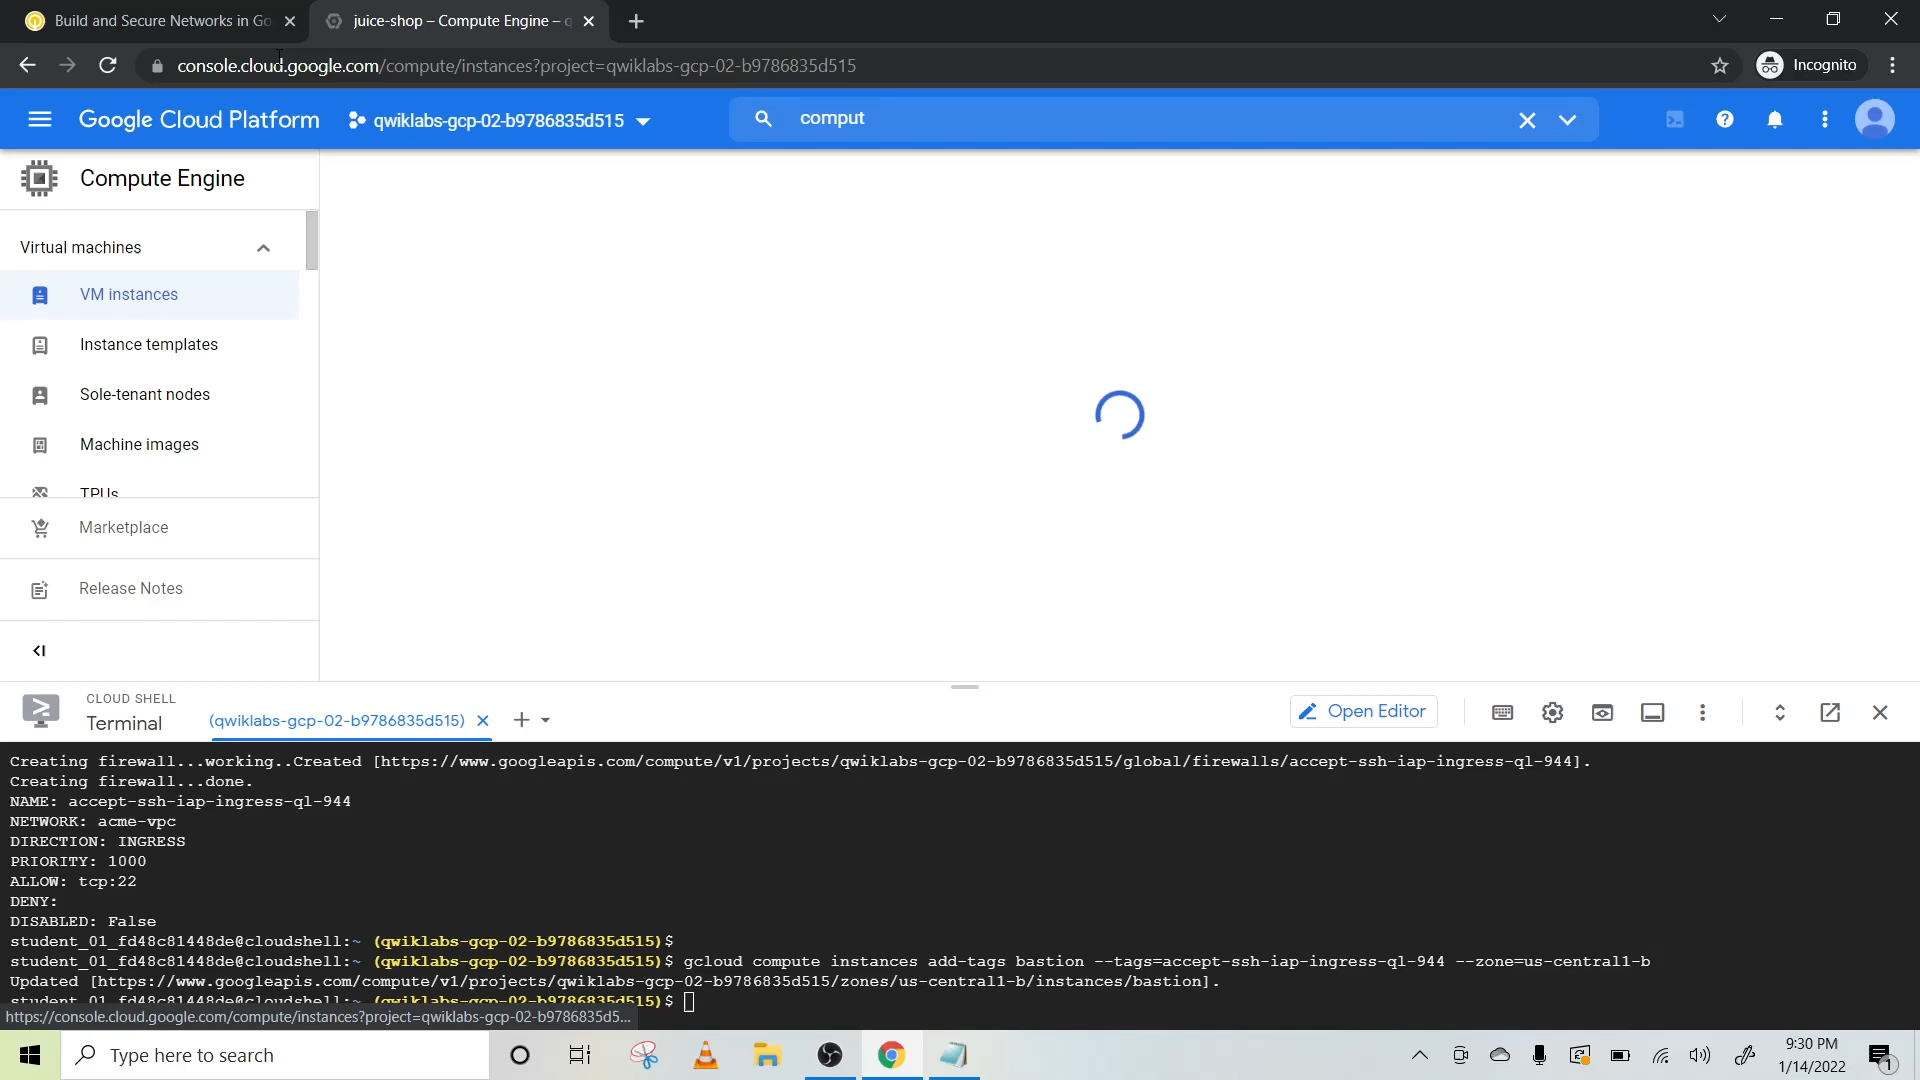 Build and Secure Networks in Go
juice-shop – Compute Engine – q
console.cloud.google.com/compute/instances?project=qwiklabs-gcp-02-b9786835d515
Incognito
Google Cloud Platform
qwiklabs-gcp-02-b9786835d515
comput
Compute Engine
Virtual machines
VM instances
Instance templates
Sole-tenant nodes
Machine images
TPUs
Marketplace
Release Notes
CLOUD SHELL
Terminal
(qwiklabs-gcp-02-b9786835d515)
Open Editor
Creating firewall...working..Created [https://www.googleapis.com/compute/v1/projects/qwiklabs-gcp-02-b9786835d515/global/firewalls/accept-ssh-iap-ingress-ql-944].
Creating firewall...done.
NAME: accept-ssh-iap-ingress-ql-944
NETWORK: acme-vpc
DIRECTION: INGRESS
PRIORITY: 1000
ALLOW: tcp:22
DENY:
DISABLED: False
student_01_fd48c81448de@cloudshell:~ (qwiklabs-gcp-02-b9786835d515)$
student_01_fd48c81448de@cloudshell:~ (qwiklabs-gcp-02-b9786835d515)$ gcloud compute instances add-tags bastion --tags=accept-ssh-iap-ingress-ql-944 --zone=us-central1-b
Updated [https://www.googleapis.com/compute/v1/projects/qwiklabs-gcp-02-b9786835d515/zones/us-central1-b/instances/bastion].
student_01_fd48c81448de@cloudshell:~ (qwiklabs-gcp-02-b9786835d515)$
https://console.cloud.google.com/compute/instances?project=qwiklabs-gcp-02-b9786835d5...
Type here to search
9:30 PM
1/14/2022
1